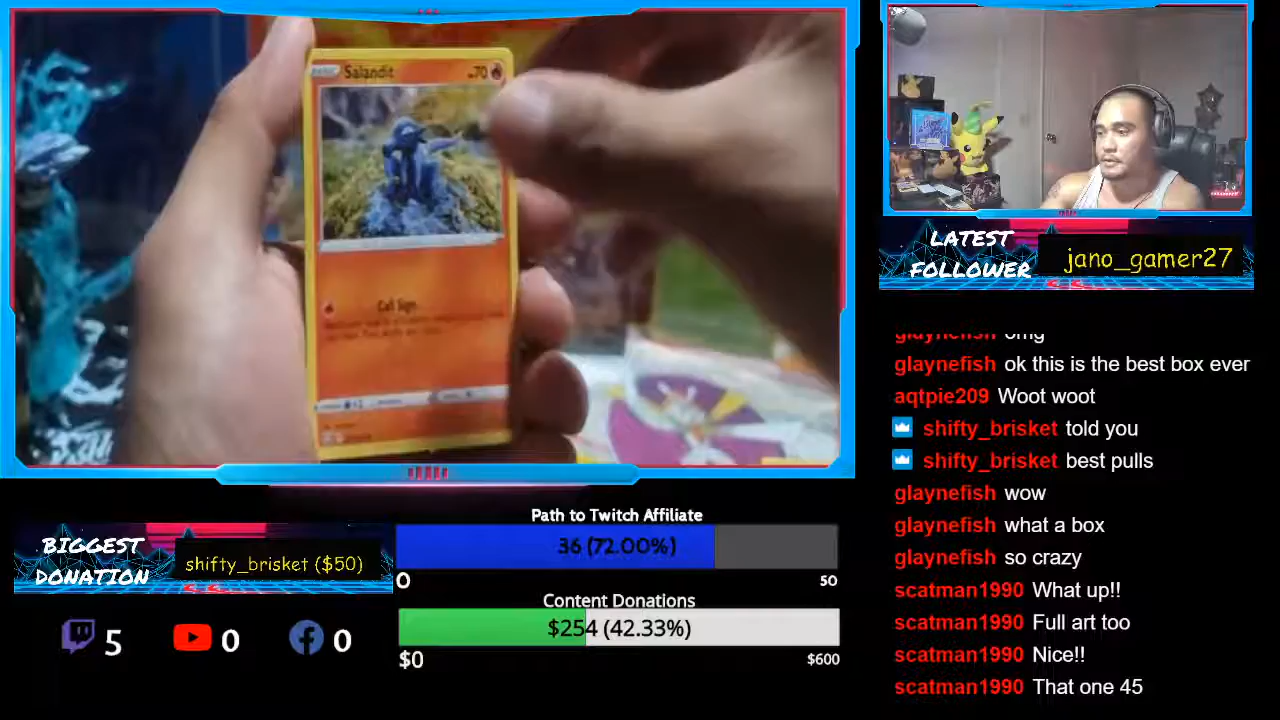 Salandit 70
Call Sign
LATEST
FOLLOWER
jano_gamer27
glaynefish omg
glaynefish ok this is the best box ever
aqtpie209 Woot woot
shifty_brisket told you
shifty_brisket best pulls
glaynefish wow
glaynefish what a box
glaynefish so crazy
scatman1990 What up!!
scatman1990 Full art too
scatman1990 Nice!!
scatman1990 That one 45
BIGGEST
DONATION
shifty_brisket ($50)
Path to Twitch Affiliate
36 (72.00%)
0 50
Content Donations
$254 (42.33%)
$0 $600
5 0 0